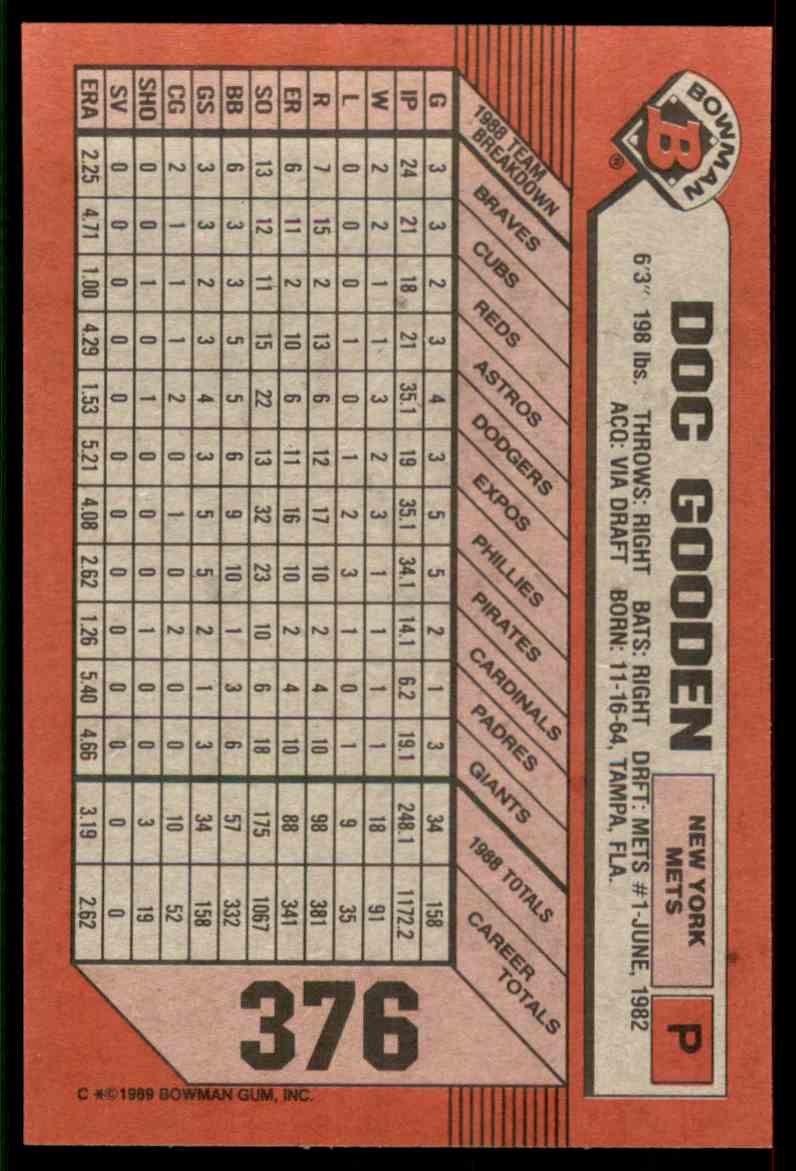 BOWMAN
B
®
DOC GOODEN
NEW YORK
METS
P
6'3" 198 lbs. THROWS: RIGHT BATS: RIGHT DRFT: METS #1-JUNE, 1982
ACQ: VIA DRAFT BORN: 11-16-64, TAMPA, FLA.
1988 TEAM BREAKDOWN BRAVES CUBS REDS ASTROS DODGERS EXPOS PHILLIES PIRATES CARDINALS PADRES GIANTS 1988 TOTALS CAREER TOTALS
G 3 3 2 3 4 3 5 5 2 1 3 34 158
IP 24 21 18 21 35.1 19 35.1 34.1 14.1 6.2 19.1 248.1 1172.2
W 2 2 1 1 3 2 3 1 1 1 1 18 91
L 0 0 0 1 0 1 2 3 1 0 1 9 35
R 7 15 2 13 6 12 17 10 2 4 10 98 381
ER 6 11 2 10 6 11 16 10 2 4 10 88 341
SO 13 12 11 15 22 13 32 23 10 6 18 175 1067
BB 6 3 3 5 5 6 9 10 1 3 6 57 332
GS 3 3 2 3 4 3 5 5 2 1 3 34 158
CG 2 1 1 1 2 0 1 0 2 0 0 10 52
SHO 0 0 1 0 1 0 0 0 1 0 0 3 19
SV 0 0 0 0 0 0 0 0 0 0 0 0 0
ERA 2.25 4.71 1.00 4.29 1.53 5.21 4.08 2.62 1.26 5.40 4.66 3.19 2.62
376
C *©1989 BOWMAN GUM, INC.